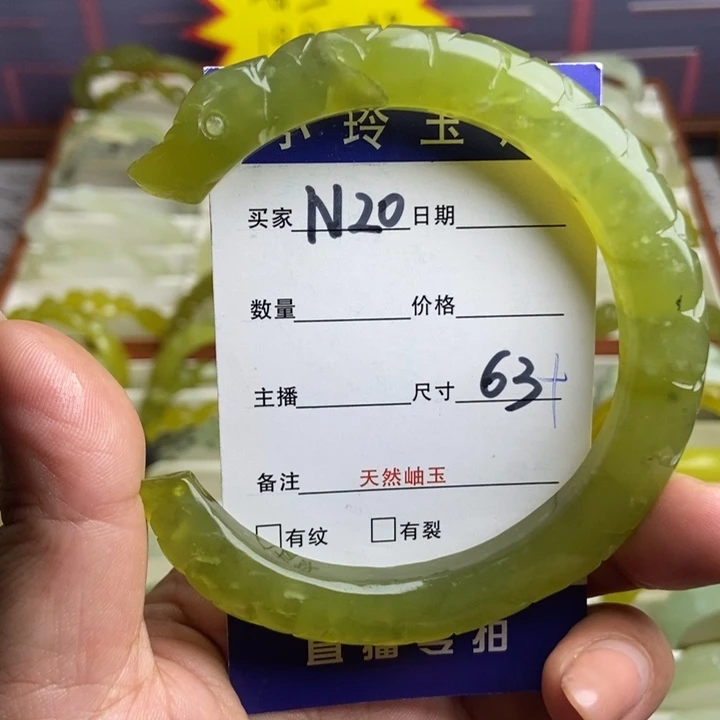 小玲玉
买家 N20 日期
数量 价格
主播 尺寸 63+
备注 天然岫玉
有纹 有裂
直播专拍